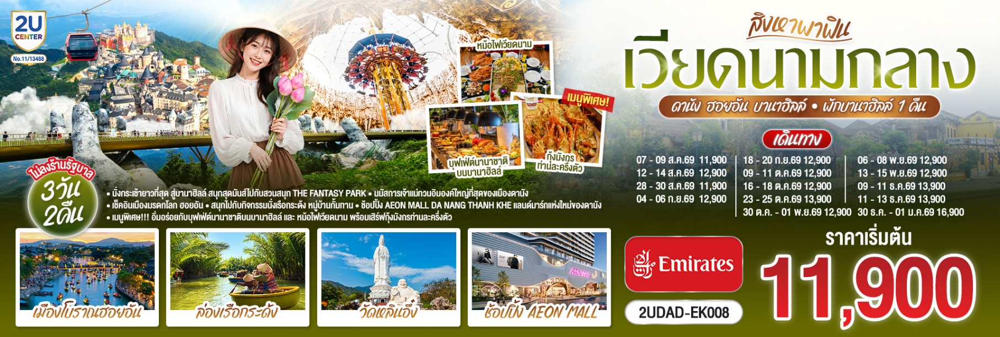 2U
CENTER
No.11/13488
หม้อไฟเวียดนาม
เมนูพิเศษ!
บุฟเฟ่ต์นานาชาติ
บนบานาฮิลล์
กุ้งมังกร
ท่านละครึ่งตัว
สิงหาพาฟิน
เวียดนามกลาง
ดานัง ฮอยอัน บานาฮิลล์ • พักบานาฮิลล์ 1 คืน
เดินทาง
07 - 09 ส.ค.69 11,900
12 - 14 ส.ค.69 12,900
28 - 30 ส.ค.69 11,900
04 - 06 ก.ย.69 12,900
18 - 20 ก.ย.69 12,900
09 - 11 ต.ค.69 12,900
16 - 18 ต.ค.69 12,900
23 - 25 ต.ค.69 13,900
30 ต.ค. - 01 พ.ย.69 12,900
06 - 08 พ.ย.69 12,900
13 - 15 พ.ย.69 12,900
09 - 11 ธ.ค.69 13,900
11 - 13 ธ.ค.69 13,900
30 ธ.ค. - 01 ม.ค.69 16,900
ไม่ลงร้านรัฐบาล
3วัน
2คืน
• นั่งกระเช้ายาวที่สุด สู่บานาฮิลล์ สนุกสุดมันส์ไปกับสวนสนุก THE FANTASY PARK • นมัสการเจ้าแม่กวนอิมองค์ใหญ่ที่สุดของเมืองดานัง
• เช็คอินเมืองมรดกโลก ฮอยอัน • สนุกไปกับกิจกรรมนั่งเรือกระด้ง หมู่บ้านกั๊มทาน • ช้อปปิ้ง AEON MALL DA NANG THANH KHE แลนด์มาร์กแห่งใหม่ของดานัง
• เมนูพิเศษ!!! อิ่มอร่อยกับบุฟเฟ่ต์นานาชาติบนบานาฮิลล์ และ หม้อไฟเวียดนาม พร้อมเสิร์ฟกุ้งมังกรท่านละครึ่งตัว
เมืองโบราณฮอยอัน
ล่องเรือกระด้ง
วัดหลินอึ๋ง
AEON MALL
ช้อปปิ้ง AEON MALL
Emirates
2UDAD-EK008
ราคาเริ่มต้น
11,900